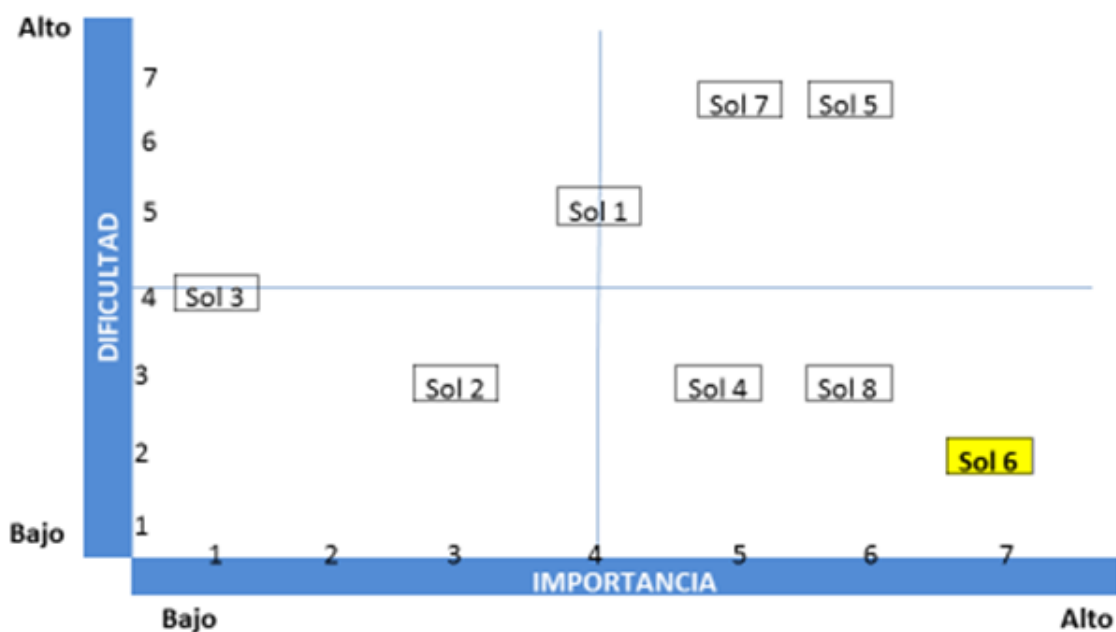 Alto
7
Sol 7 Sol 5
6
5
Sol 1
DIFICULTAD
4
Sol 3
3
Sol 2 Sol 4 Sol 8
2
Sol 6
Bajo
1
1 2 3 4 5 6 7
IMPORTANCIA
Bajo Alto